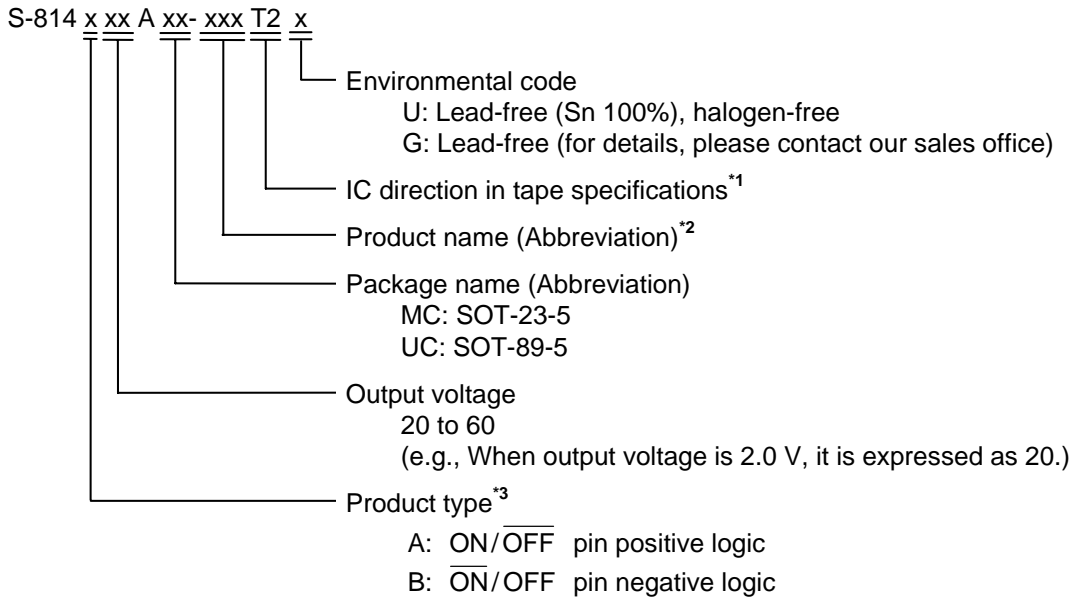 S-814 x xx A xx- xxx T2 x
Environmental code
U: Lead-free (Sn 100%), halogen-free
G: Lead-free (for details, please contact our sales office)
IC direction in tape specifications*1
Product name (Abbreviation)*2
Package name (Abbreviation)
MC: SOT-23-5
UC: SOT-89-5
Output voltage
20 to 60
(e.g., When output voltage is 2.0 V, it is expressed as 20.)
Product type*3
A: ON/O̅F̅F̅ pin positive logic
B: O̅N̅/OFF pin negative logic